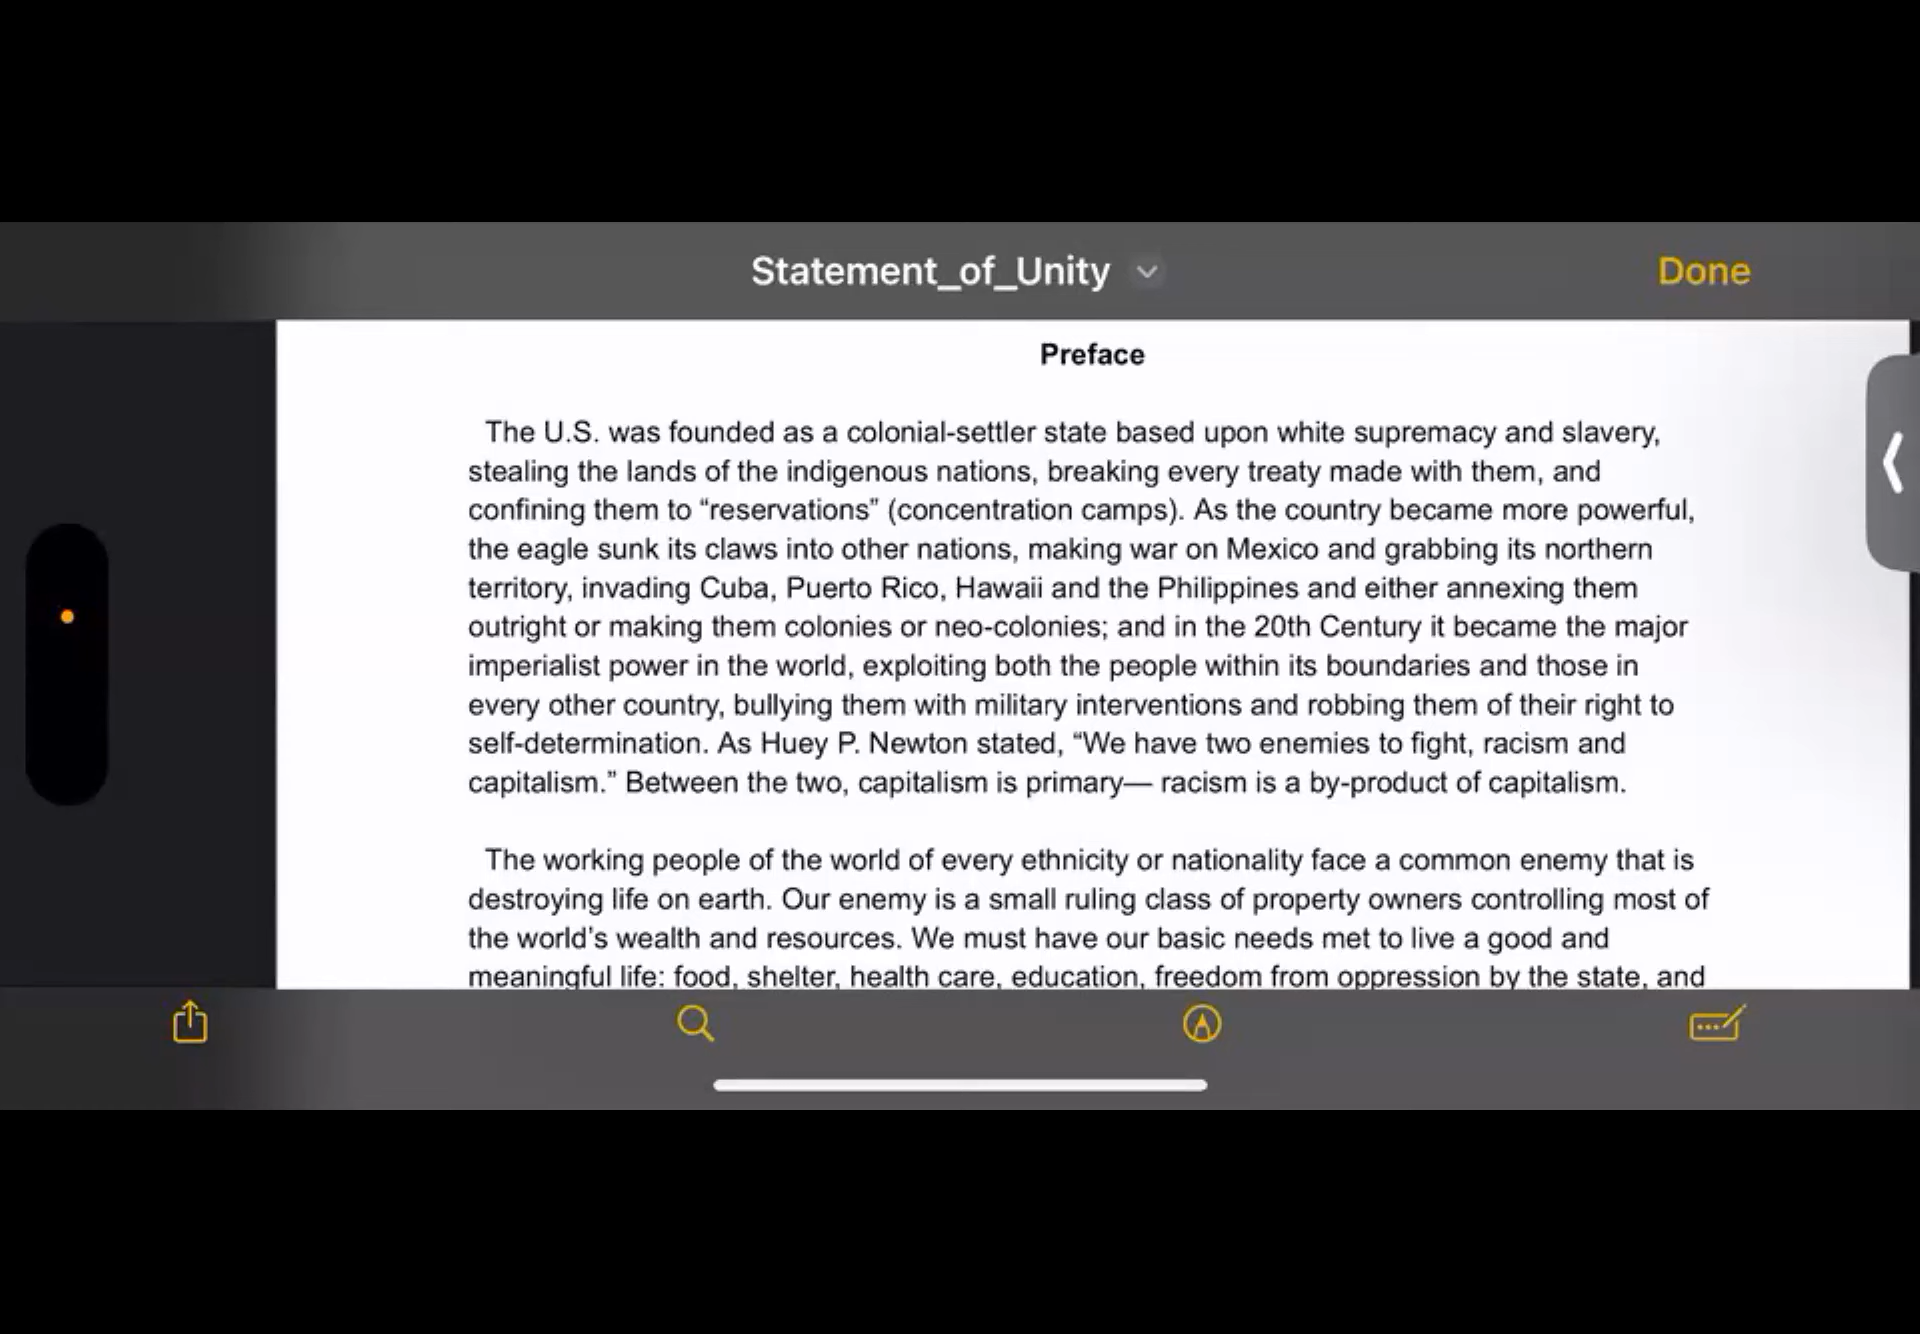 Statement_of_Unity
Done
Preface
The U.S. was founded as a colonial-settler state based upon white supremacy and slavery,
stealing the lands of the indigenous nations, breaking every treaty made with them, and
confining them to “reservations” (concentration camps). As the country became more powerful,
the eagle sunk its claws into other nations, making war on Mexico and grabbing its northern
territory, invading Cuba, Puerto Rico, Hawaii and the Philippines and either annexing them
outright or making them colonies or neo-colonies; and in the 20th Century it became the major
imperialist power in the world, exploiting both the people within its boundaries and those in
every other country, bullying them with military interventions and robbing them of their right to
self-determination. As Huey P. Newton stated, “We have two enemies to fight, racism and
capitalism.” Between the two, capitalism is primary— racism is a by-product of capitalism.
The working people of the world of every ethnicity or nationality face a common enemy that is
destroying life on earth. Our enemy is a small ruling class of property owners controlling most of
the world’s wealth and resources. We must have our basic needs met to live a good and
meaningful life: food, shelter, health care, education, freedom from oppression by the state, and